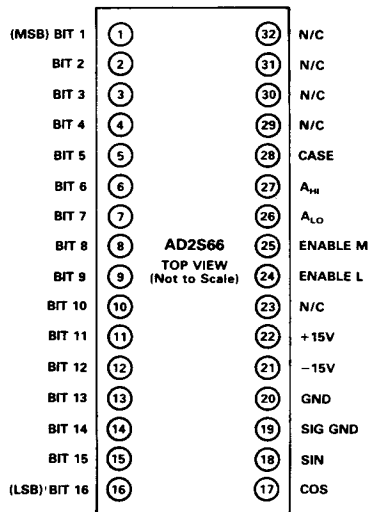 (MSB) BIT 1 1 32 N/C
BIT 2 2 31 N/C
BIT 3 3 30 N/C
BIT 4 4 29 N/C
BIT 5 5 28 CASE
BIT 6 6 27 AHI
BIT 7 7 26 ALO
BIT 8 8 AD2S66 25 ENABLE M
TOP VIEW
BIT 9 9 (Not to Scale) 24 ENABLE L
BIT 10 10 23 N/C
BIT 11 11 22 +15V
BIT 12 12 21 −15V
BIT 13 13 20 GND
BIT 14 14 19 SIG GND
BIT 15 15 18 SIN
(LSB) BIT 16 16 17 COS